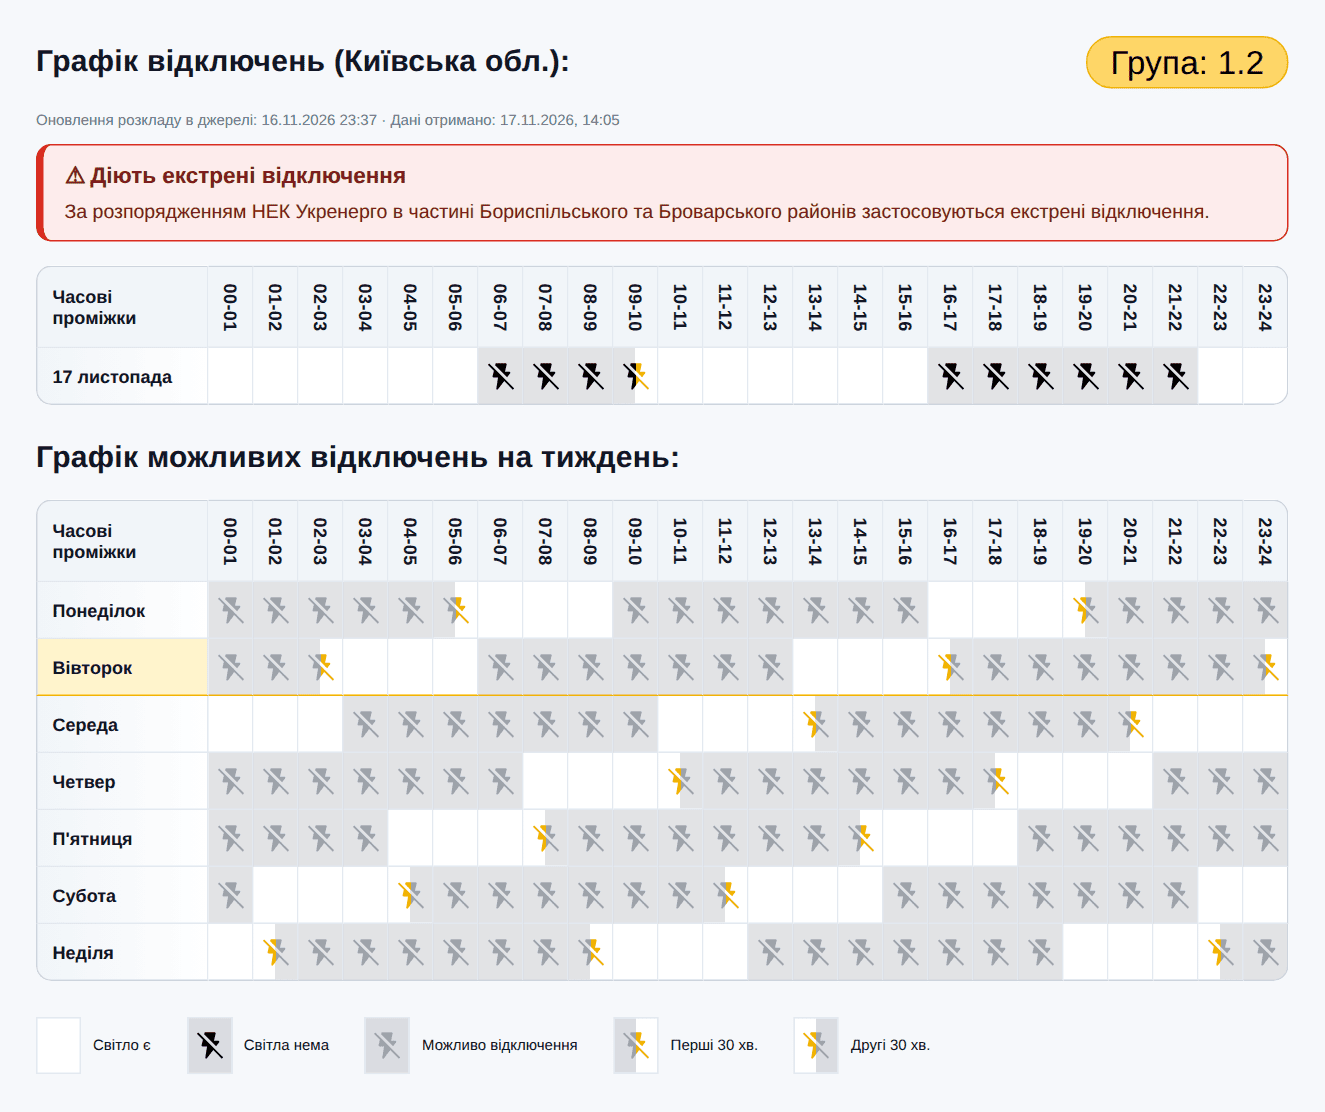 Графік відключень (Київська обл.):
Група: 1.2
Оновлення розкладу в джерелі: 16.11.2026 23:37 · Дані отримано: 17.11.2026, 14:05
⚠ Діють екстрені відключення
За розпорядженням НЕК Укренерго в частині Бориспільського та Броварського районів застосовуються екстрені відключення.
Часові
проміжки
00-01 01-02 02-03 03-04 04-05 05-06 06-07 07-08 08-09 09-10 10-11 11-12 12-13 13-14 14-15 15-16 16-17 17-18 18-19 19-20 20-21 21-22 22-23 23-24
17 листопада
Графік можливих відключень на тиждень:
Часові
проміжки
00-01 01-02 02-03 03-04 04-05 05-06 06-07 07-08 08-09 09-10 10-11 11-12 12-13 13-14 14-15 15-16 16-17 17-18 18-19 19-20 20-21 21-22 22-23 23-24
Понеділок
Вівторок
Середа
Четвер
П'ятниця
Субота
Неділя
Світло є
Світла нема
Можливо відключення
Перші 30 хв.
Другі 30 хв.